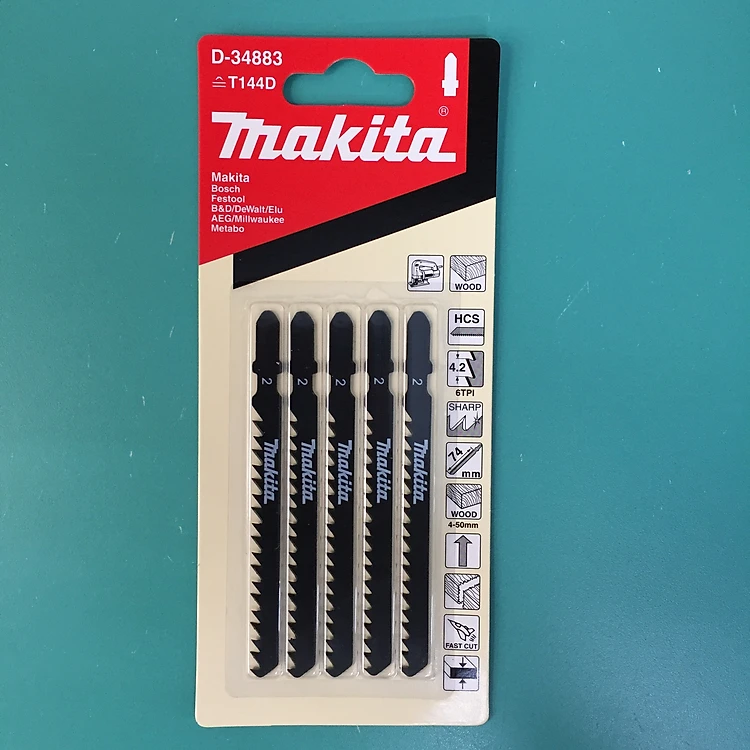 D-34883
≙ T144D
makita®
Makita
Bosch
Festool
B&D/DeWalt/Elu
AEG/Millwaukee
Metabo
WOOD
HCS
4.2
6TPI
SHARP
74
mm
WOOD
4-50mm
FAST CUT
2 2 2 2 2
makita makita makita makita makita